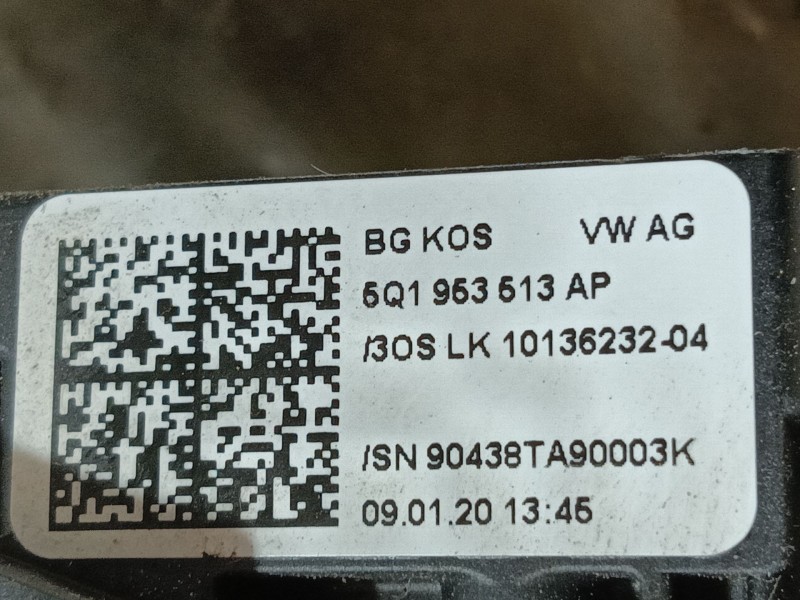 BG KOS VW AG
5Q1 953 513 AP
/3OS LK 10136232-04
/SN 90438TA90003K
09.01.20 13:45